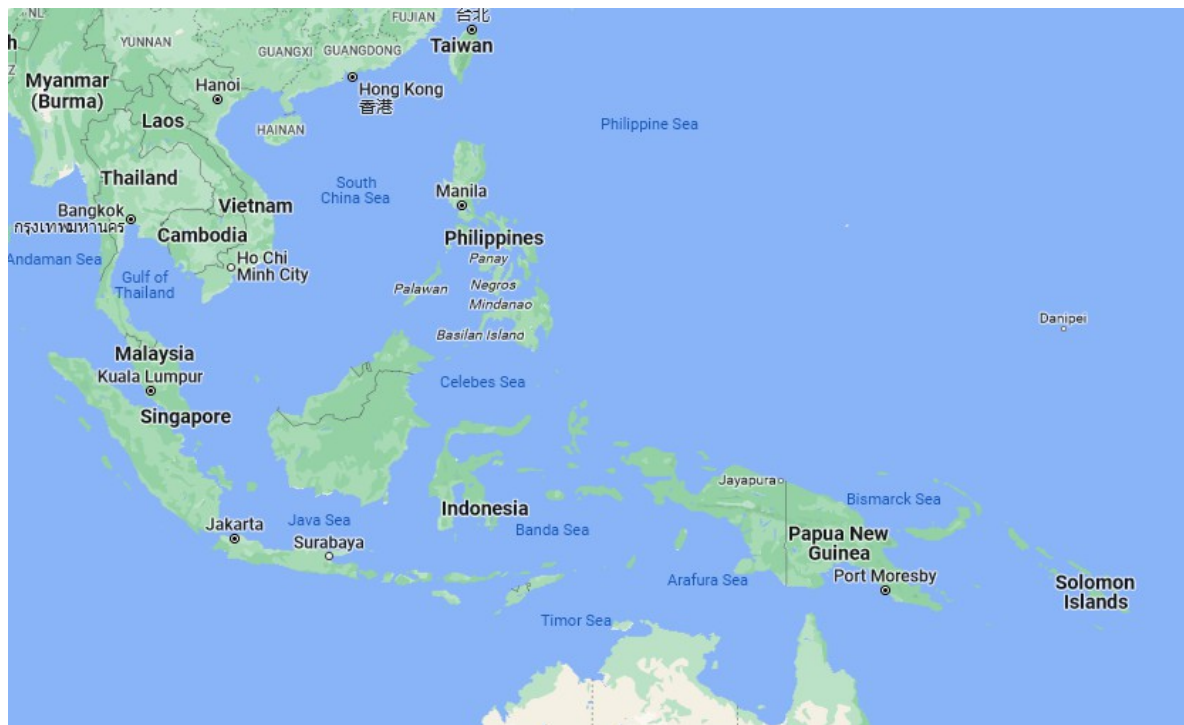 NL
FUJIAN
台北
Taiwan
YUNNAN
GUANGXI
GUANGDONG
h
Z
Myanmar
(Burma)
Hanoi
Hong Kong
香港
Laos
HAINAN
Philippine Sea
Thailand
South
China Sea
Manila
Vietnam
Bangkok
กรุงเทพมหานคร
Cambodia
Philippines
Andaman Sea
Ho Chi
Minh City
Panay
Gulf of
Thailand
Palawan
Negros
Mindanao
Danipei
Basilan Island
Malaysia
Kuala Lumpur
Celebes Sea
Singapore
Jayapura
Bismarck Sea
Indonesia
Jakarta
Java Sea
Banda Sea
Surabaya
Papua New
Guinea
Arafura Sea
Port Moresby
Solomon
Islands
Timor Sea